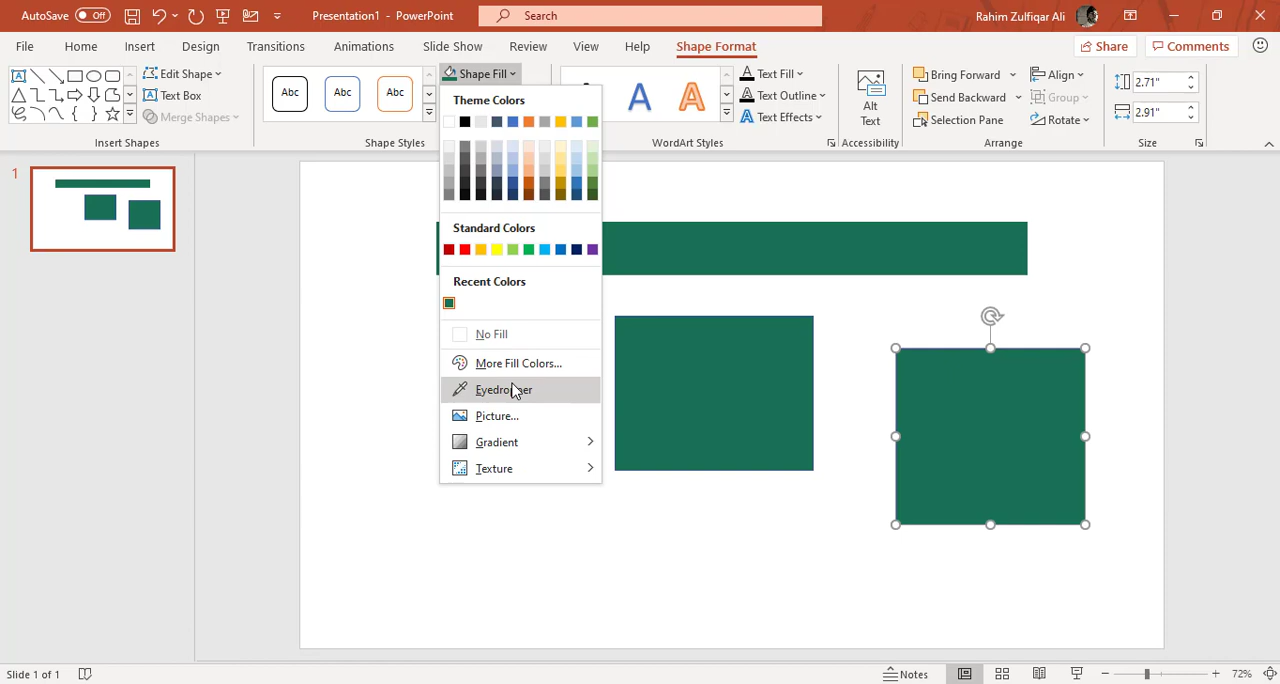 AutoSave Off Presentation1 - PowerPoint Search Rahim Zulfiqar Ali
File Home Insert Design Transitions Animations Slide Show Review View Help Shape Format Share Comments
Edit Shape
Text Box
Merge Shapes
Insert Shapes
Abc Abc Abc
Shape Fill
Shape Styles
Text Fill
Text Outline
Text Effects
WordArt Styles
Alt
Text
Accessibility
Bring Forward
Send Backward
Selection Pane
Align
Group
Rotate
Arrange
2.71"
2.91"
Size
Theme Colors
Standard Colors
Recent Colors
No Fill
More Fill Colors...
Eyedropper
Picture...
Gradient
Texture
1
Slide 1 of 1 Notes 72%